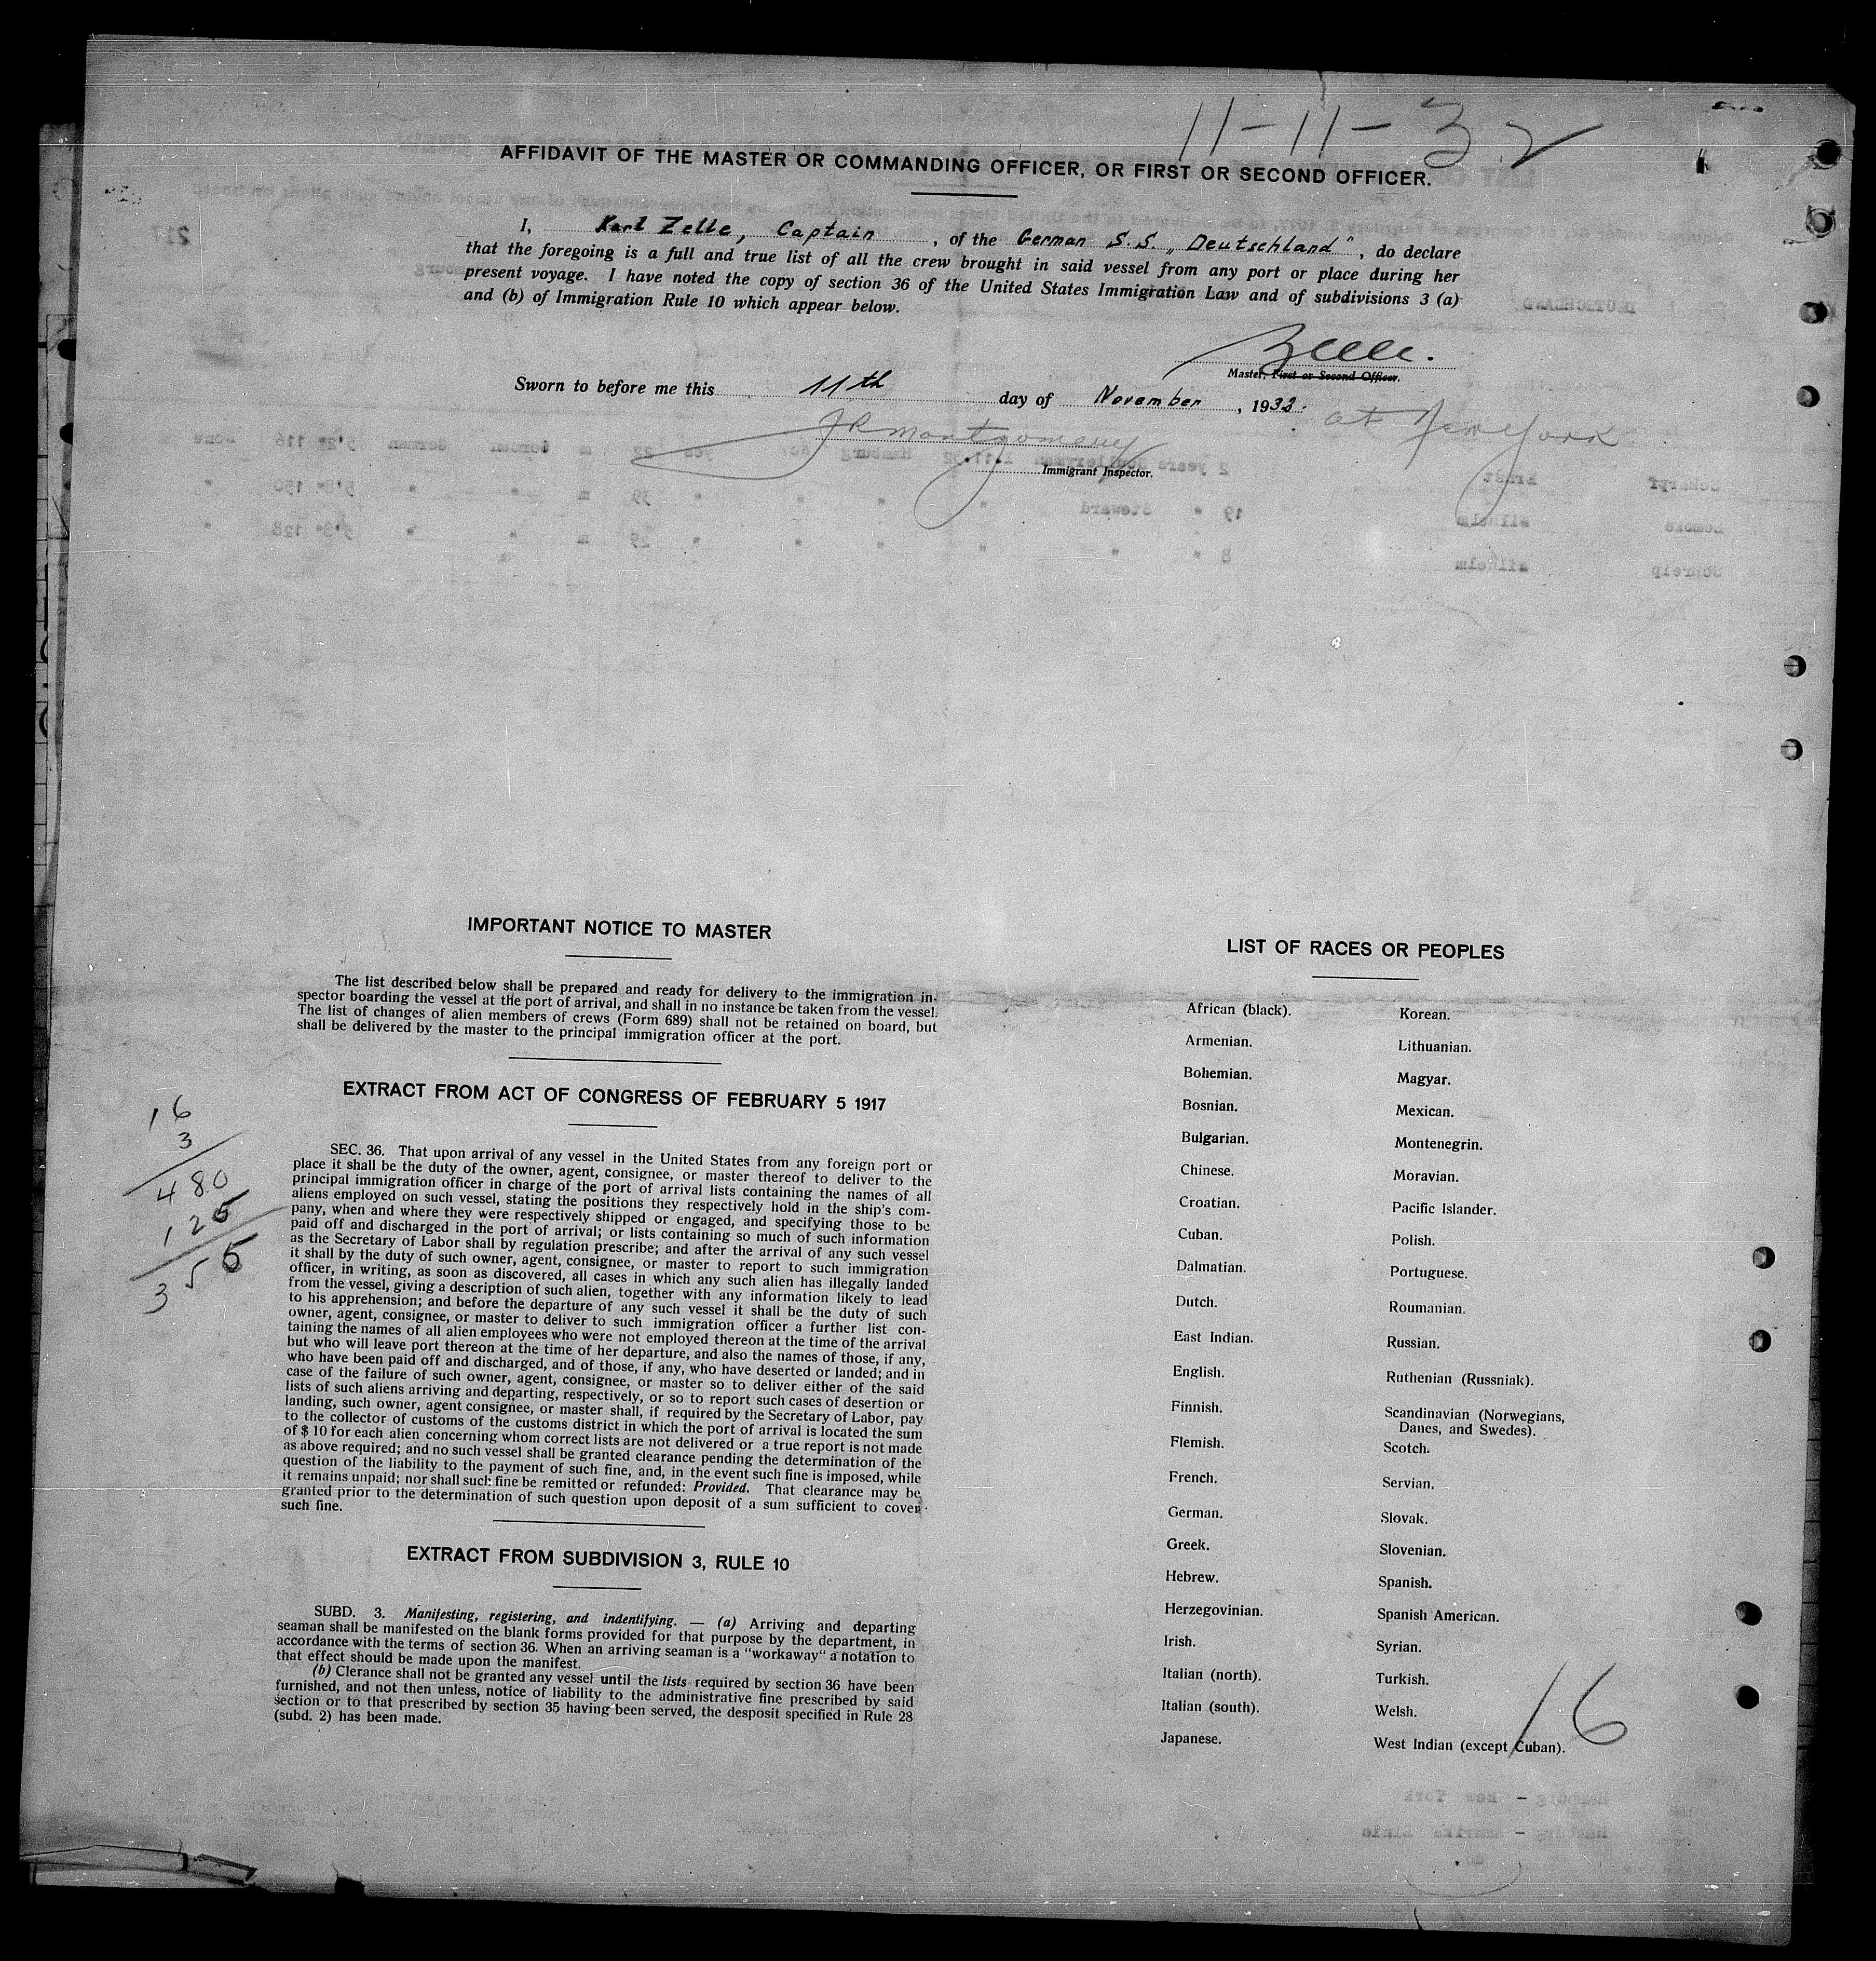 11-11-32
AFFIDAVIT OF THE MASTER OR COMMANDING OFFICER, OR FIRST OR SECOND OFFICER.
I, Karl Zelle, Captain , of the German S.S. „Deutschland", do declare
that the foregoing is a full and true list of all the crew brought in said vessel from any port or place during her
present voyage. I have noted the copy of section 36 of the United States Immigration Law and of subdivisions 3 (a)
and (b) of Immigration Rule 10 which appear below.
Zelle.
Master, First or Second Officer.
Sworn to before me this 11th day of November , 1932. at New York
JR Montgomery
Immigrant Inspector.
IMPORTANT NOTICE TO MASTER
The list described below shall be prepared and ready for delivery to the immigration in-
spector boarding the vessel at the port of arrival, and shall in no instance be taken from the vessel.
The list of changes of alien members of crews (Form 689) shall not be retained on board, but
shall be delivered by the master to the principal immigration officer at the port.
EXTRACT FROM ACT OF CONGRESS OF FEBRUARY 5 1917
SEC. 36. That upon arrival of any vessel in the United States from any foreign port or
place it shall be the duty of the owner, agent, consignee, or master thereof to deliver to the
principal immigration officer in charge of the port of arrival lists containing the names of all
aliens employed on such vessel, stating the positions they respectively hold in the ship's com-
pany, when and where they were respectively shipped or engaged, and specifying those to be
paid off and discharged in the port of arrival; or lists containing so much of such information
as the Secretary of Labor shall by regulation prescribe; and after the arrival of any such vessel
it shall by the duty of such owner, agent, consignee, or master to report to such immigration
officer, in writing, as soon as discovered, all cases in which any such alien has illegally landed
from the vessel, giving a description of such alien, together with any information likely to lead
to his apprehension; and before the departure of any such vessel it shall be the duty of such
owner, agent, consignee, or master to deliver to such immigration officer a further list con-
taining the names of all alien employees who were not employed thereon at the time of the arrival
but who will leave port thereon at the time of her departure, and also the names of those, if any,
who have been paid off and discharged, and of those, if any, who have deserted or landed; and in
case of the failure of such owner, agent, consignee, or master so to deliver either of the said
lists of such aliens arriving and departing, respectively, or so to report such cases of desertion or
landing, such owner, agent consignee, or master shall, if required by the Secretary of Labor, pay
to the collector of customs of the customs district in which the port of arrival is located the sum
of $ 10 for each alien concerning whom correct lists are not delivered or a true report is not made
as above required; and no such vessel shall be granted clearance pending the determination of the
question of the liability to the payment of such fine, and, in the event such fine is imposed, while
it remains unpaid; nor shall such fine be remitted or refunded: Provided. That clearance may be
granted prior to the determination of such question upon deposit of a sum sufficient to cover
such fine.
16
3
480
125
355
EXTRACT FROM SUBDIVISION 3, RULE 10
SUBD. 3. Manifesting, registering, and indentifying. — (a) Arriving and departing
seaman shall be manifested on the blank forms provided for that purpose by the department, in
accordance with the terms of section 36. When an arriving seaman is a "workaway" a notation to
that effect should be made upon the manifest.
(b) Clerance shall not be granted any vessel until the lists required by section 36 have been
furnished, and not then unless, notice of liability to the administrative fine prescribed by said
section or to that prescribed by section 35 having been served, the desposit specified in Rule 28
(subd. 2) has been made.
LIST OF RACES OR PEOPLES
African (black).
Armenian.
Bohemian.
Bosnian.
Bulgarian.
Chinese.
Croatian.
Cuban.
Dalmatian.
Dutch.
East Indian.
English.
Finnish.
Flemish.
French.
German.
Greek.
Hebrew.
Herzegovinian.
Irish.
Italian (north).
Italian (south).
Japanese.
Korean.
Lithuanian.
Magyar.
Mexican.
Montenegrin.
Moravian.
Pacific Islander.
Polish.
Portuguese.
Roumanian.
Russian.
Ruthenian (Russniak).
Scandinavian (Norwegians,
Danes, and Swedes).
Scotch.
Servian.
Slovak.
Slovenian.
Spanish.
Spanish American.
Syrian.
Turkish.
Welsh.
West Indian (except Cuban).
16